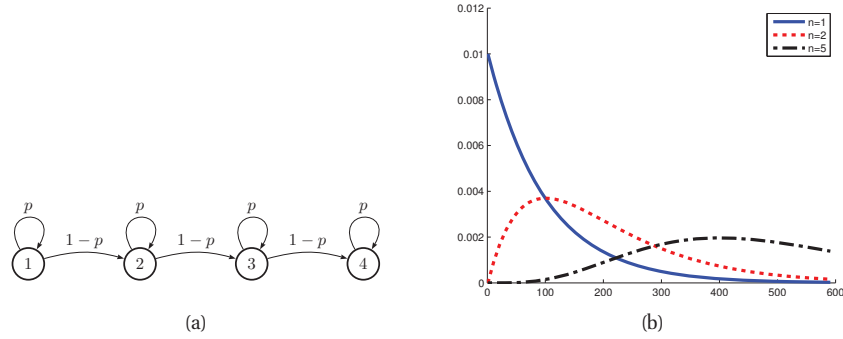 p p p p
1 − p 1 − p 1 − p
1 2 3 4
(a)
0.012
0.01
0.008
0.006
0.004
0.002
0
0 100 200 300 400 500 600
n=1
n=2
n=5
(b)